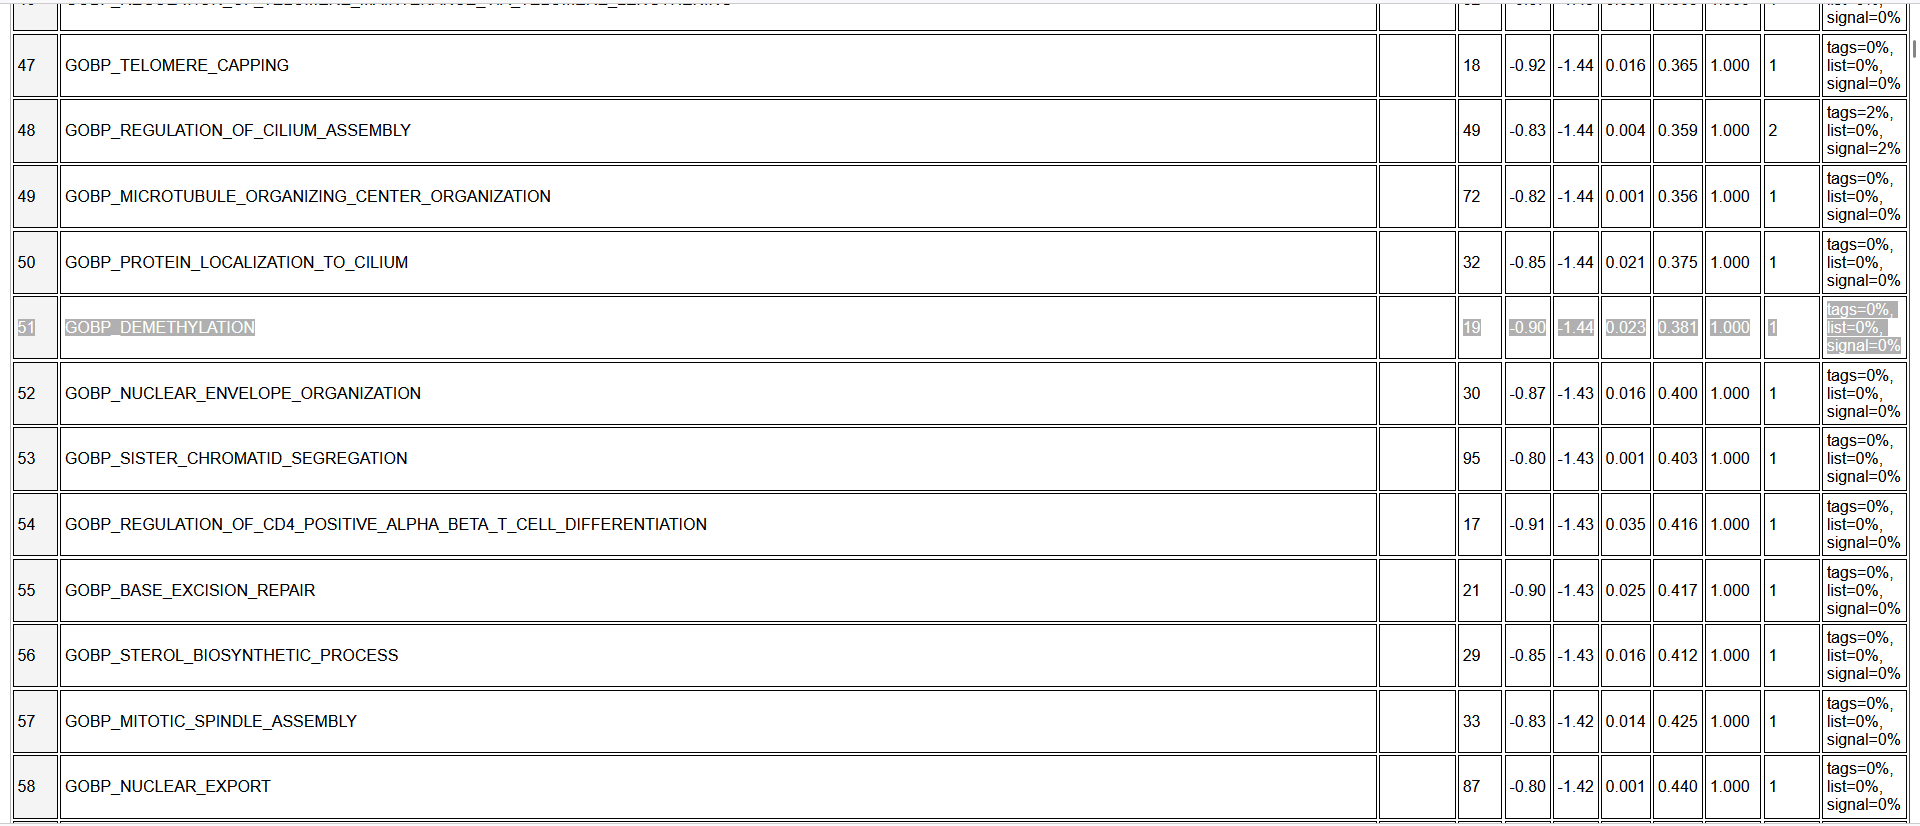 signal=0%
47 GOBP_TELOMERE_CAPPING 18 -0.92 -1.44 0.016 0.365 1.000 1 tags=0%, list=0%, signal=0%
48 GOBP_REGULATION_OF_CILIUM_ASSEMBLY 49 -0.83 -1.44 0.004 0.359 1.000 2 tags=2%, list=0%, signal=2%
49 GOBP_MICROTUBULE_ORGANIZING_CENTER_ORGANIZATION 72 -0.82 -1.44 0.001 0.356 1.000 1 tags=0%, list=0%, signal=0%
50 GOBP_PROTEIN_LOCALIZATION_TO_CILIUM 32 -0.85 -1.44 0.021 0.375 1.000 1 tags=0%, list=0%, signal=0%
51 GOBP_DEMETHYLATION 19 -0.90 -1.44 0.023 0.381 1.000 1 tags=0%, list=0%, signal=0%
52 GOBP_NUCLEAR_ENVELOPE_ORGANIZATION 30 -0.87 -1.43 0.016 0.400 1.000 1 tags=0%, list=0%, signal=0%
53 GOBP_SISTER_CHROMATID_SEGREGATION 95 -0.80 -1.43 0.001 0.403 1.000 1 tags=0%, list=0%, signal=0%
54 GOBP_REGULATION_OF_CD4_POSITIVE_ALPHA_BETA_T_CELL_DIFFERENTIATION 17 -0.91 -1.43 0.035 0.416 1.000 1 tags=0%, list=0%, signal=0%
55 GOBP_BASE_EXCISION_REPAIR 21 -0.90 -1.43 0.025 0.417 1.000 1 tags=0%, list=0%, signal=0%
56 GOBP_STEROL_BIOSYNTHETIC_PROCESS 29 -0.85 -1.43 0.016 0.412 1.000 1 tags=0%, list=0%, signal=0%
57 GOBP_MITOTIC_SPINDLE_ASSEMBLY 33 -0.83 -1.42 0.014 0.425 1.000 1 tags=0%, list=0%, signal=0%
58 GOBP_NUCLEAR_EXPORT 87 -0.80 -1.42 0.001 0.440 1.000 1 tags=0%, list=0%, signal=0%